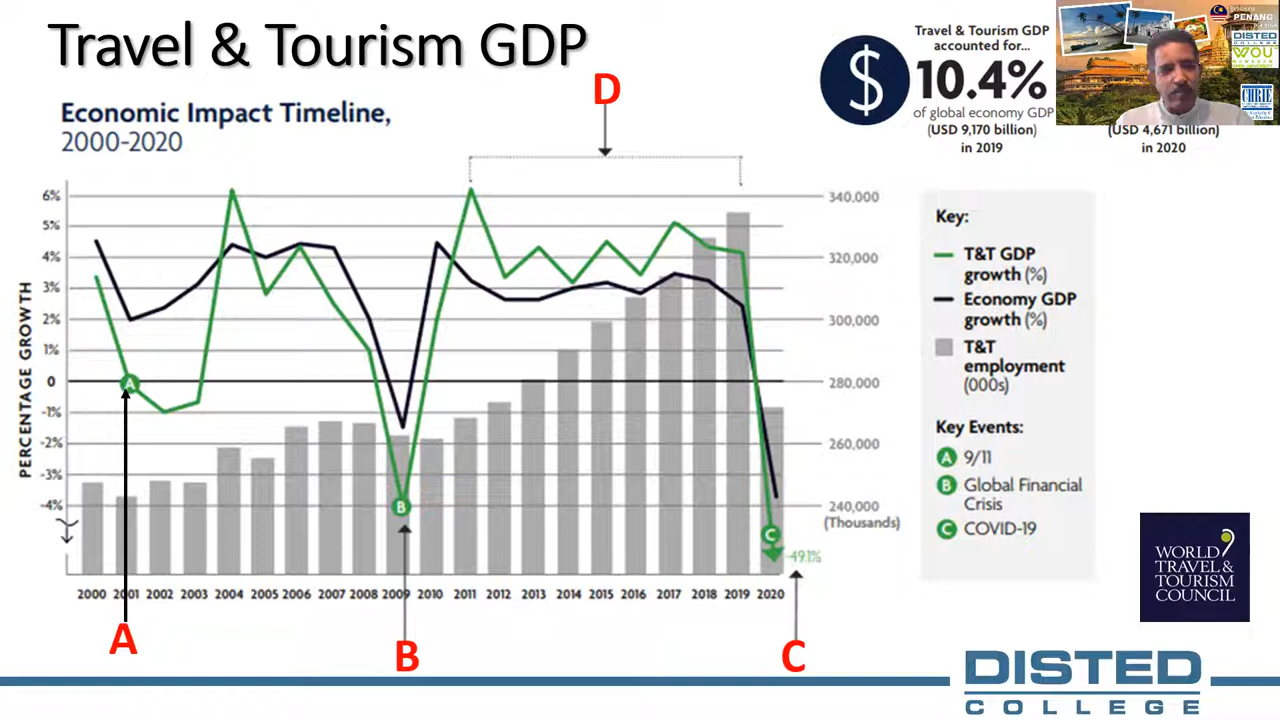 Travel & Tourism GDP
Economic Impact Timeline,
2000-2020
D
$
Travel & Tourism GDP
accounted for...
10.4%
of global economy GDP
(USD 9,170 billion)
in 2019
(USD 4,671 billion)
in 2020
PENANG
DISTED
COLLEGE
WOU
CHRIE
PERCENTAGE GROWTH
6%
5%
4%
3%
2%
1%
0
-1%
-2%
-3%
-4%
340,000
320,000
300,000
280,000
260,000
240,000
(Thousands)
A
B
C
-49.1%
2000 2001 2002 2003 2004 2005 2006 2007 2008 2009 2010 2011 2012 2013 2014 2015 2016 2017 2018 2019 2020
A
B
C
Key:
T&T GDP
growth (%)
Economy GDP
growth (%)
T&T
employment
(000s)
Key Events:
A 9/11
B Global Financial
Crisis
C COVID-19
WORLD
TRAVEL &
TOURISM
COUNCIL
DISTED
COLLEGE